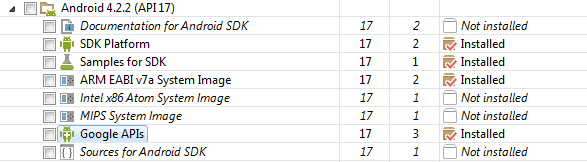 Android 4.2.2 (API 17)
Documentation for Android SDK 17 2 Not installed
SDK Platform 17 2 Installed
Samples for SDK 17 1 Installed
ARM EABI v7a System Image 17 2 Installed
Intel x86 Atom System Image 17 1 Not installed
MIPS System Image 17 1 Not installed
Google APIs 17 3 Installed
Sources for Android SDK 17 1 Not installed